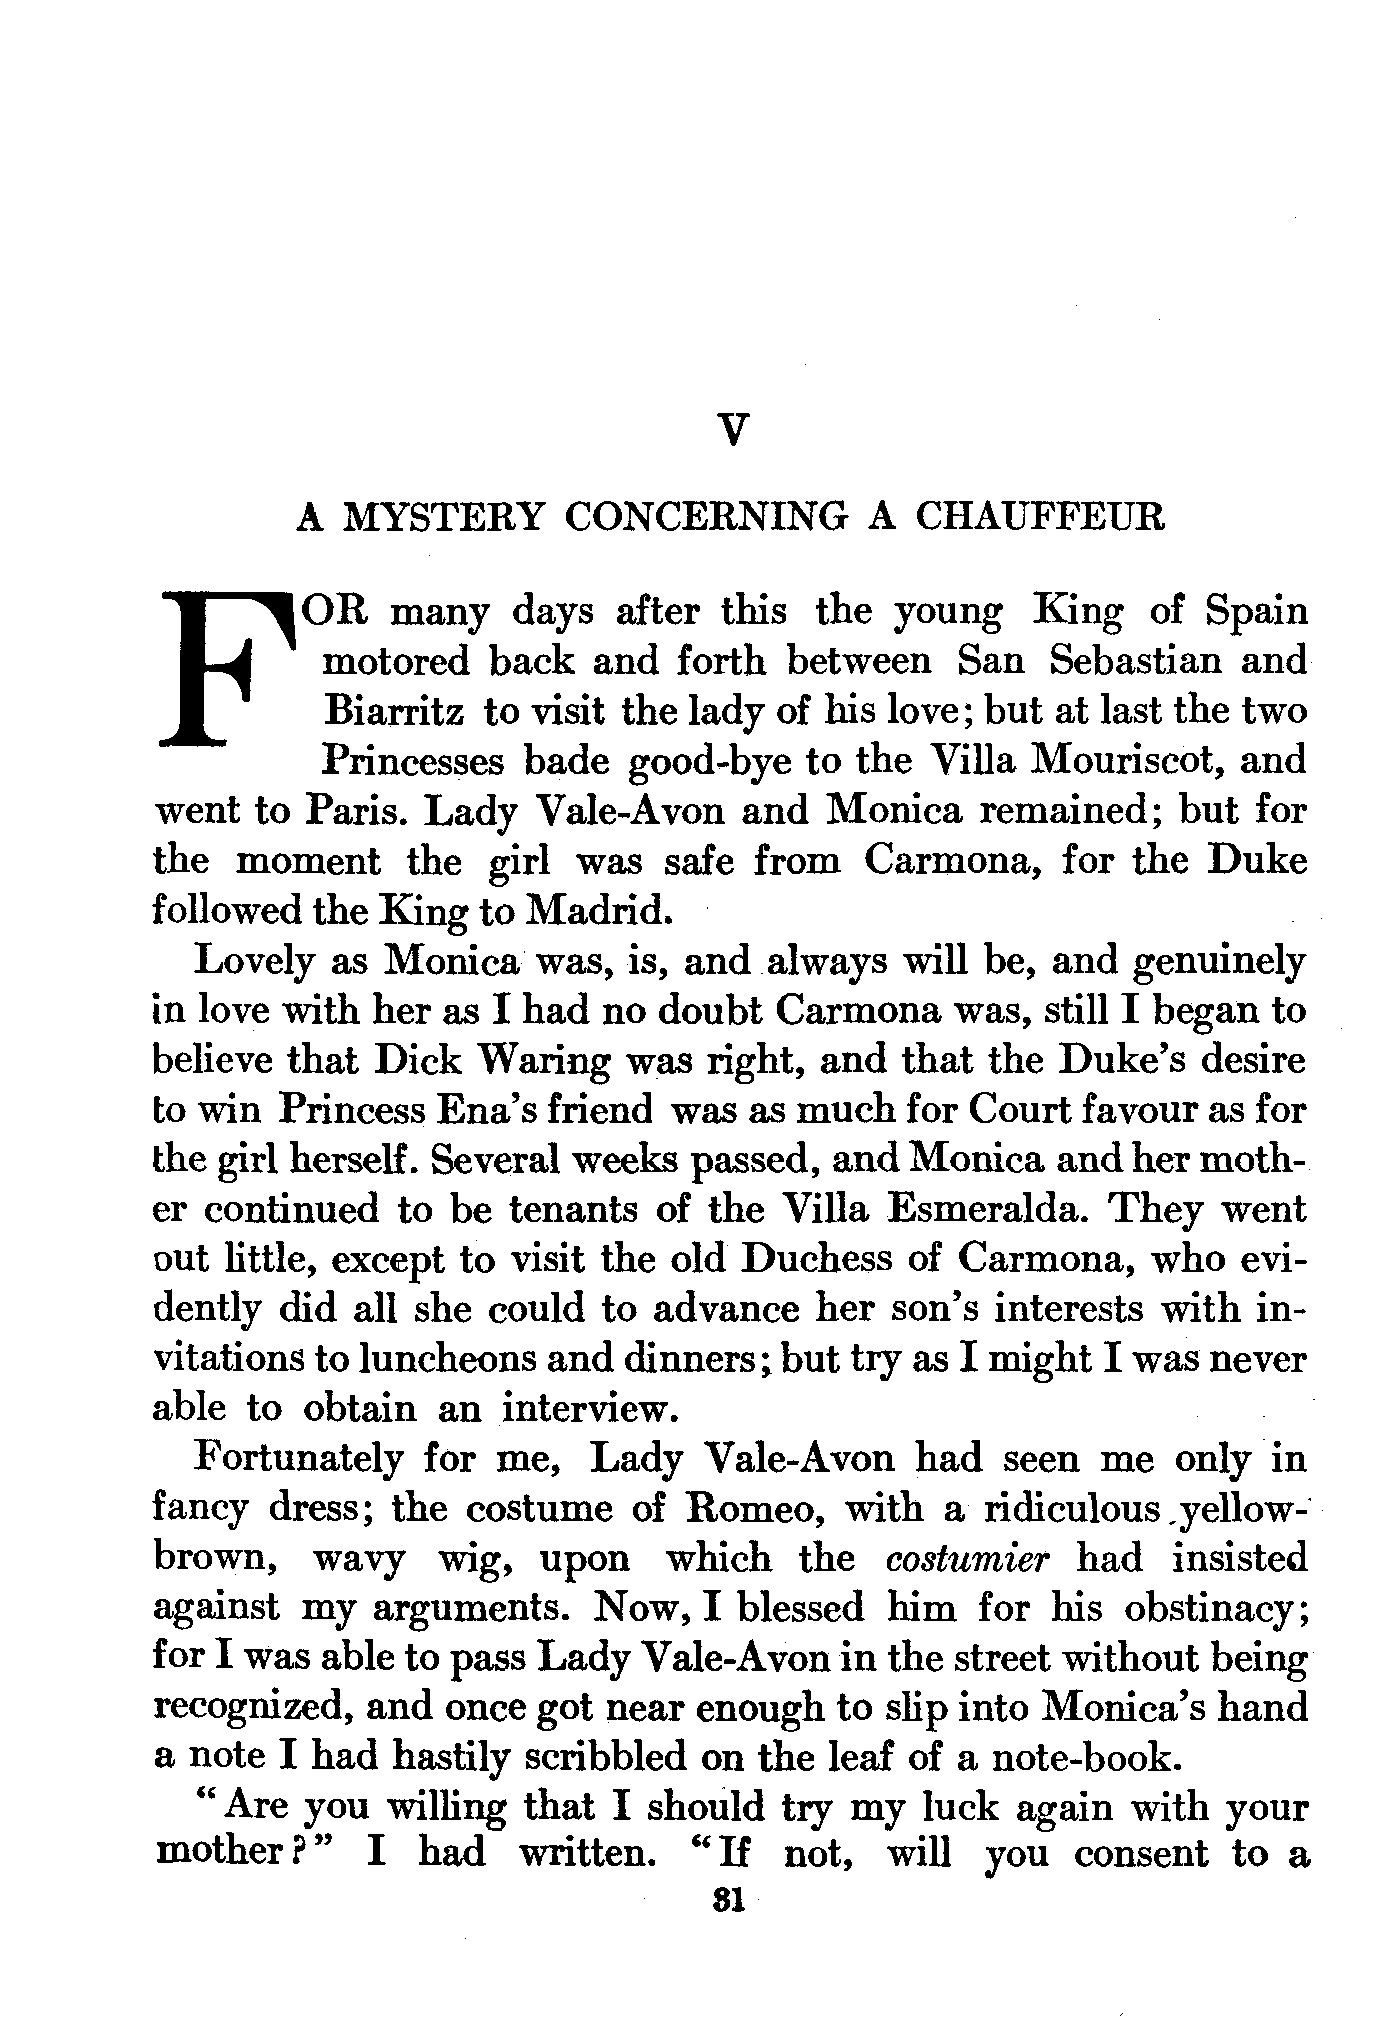 V
A MYSTERY CONCERNING A CHAUFFEUR
FOR many days after this the young King of Spain
motored back and forth between San Sebastian and
Biarritz to visit the lady of his love; but at last the two
Princesses bade good-bye to the Villa Mouriscot, and
went to Paris. Lady Vale-Avon and Monica remained; but for
the moment the girl was safe from Carmona, for the Duke
followed the King to Madrid.
Lovely as Monica was, is, and always will be, and genuinely
in love with her as I had no doubt Carmona was, still I began to
believe that Dick Waring was right, and that the Duke's desire
to win Princess Ena's friend was as much for Court favour as for
the girl herself. Several weeks passed, and Monica and her moth-
er continued to be tenants of the Villa Esmeralda. They went
out little, except to visit the old Duchess of Carmona, who evi-
dently did all she could to advance her son's interests with in-
vitations to luncheons and dinners; but try as I might I was never
able to obtain an interview.
Fortunately for me, Lady Vale-Avon had seen me only in
fancy dress; the costume of Romeo, with a ridiculous yellow-
brown, wavy wig, upon which the costumier had insisted
against my arguments. Now, I blessed him for his obstinacy;
for I was able to pass Lady Vale-Avon in the street without being
recognized, and once got near enough to slip into Monica's hand
a note I had hastily scribbled on the leaf of a note-book.
"Are you willing that I should try my luck again with your
mother?" I had written. "If not, will you consent to a
31